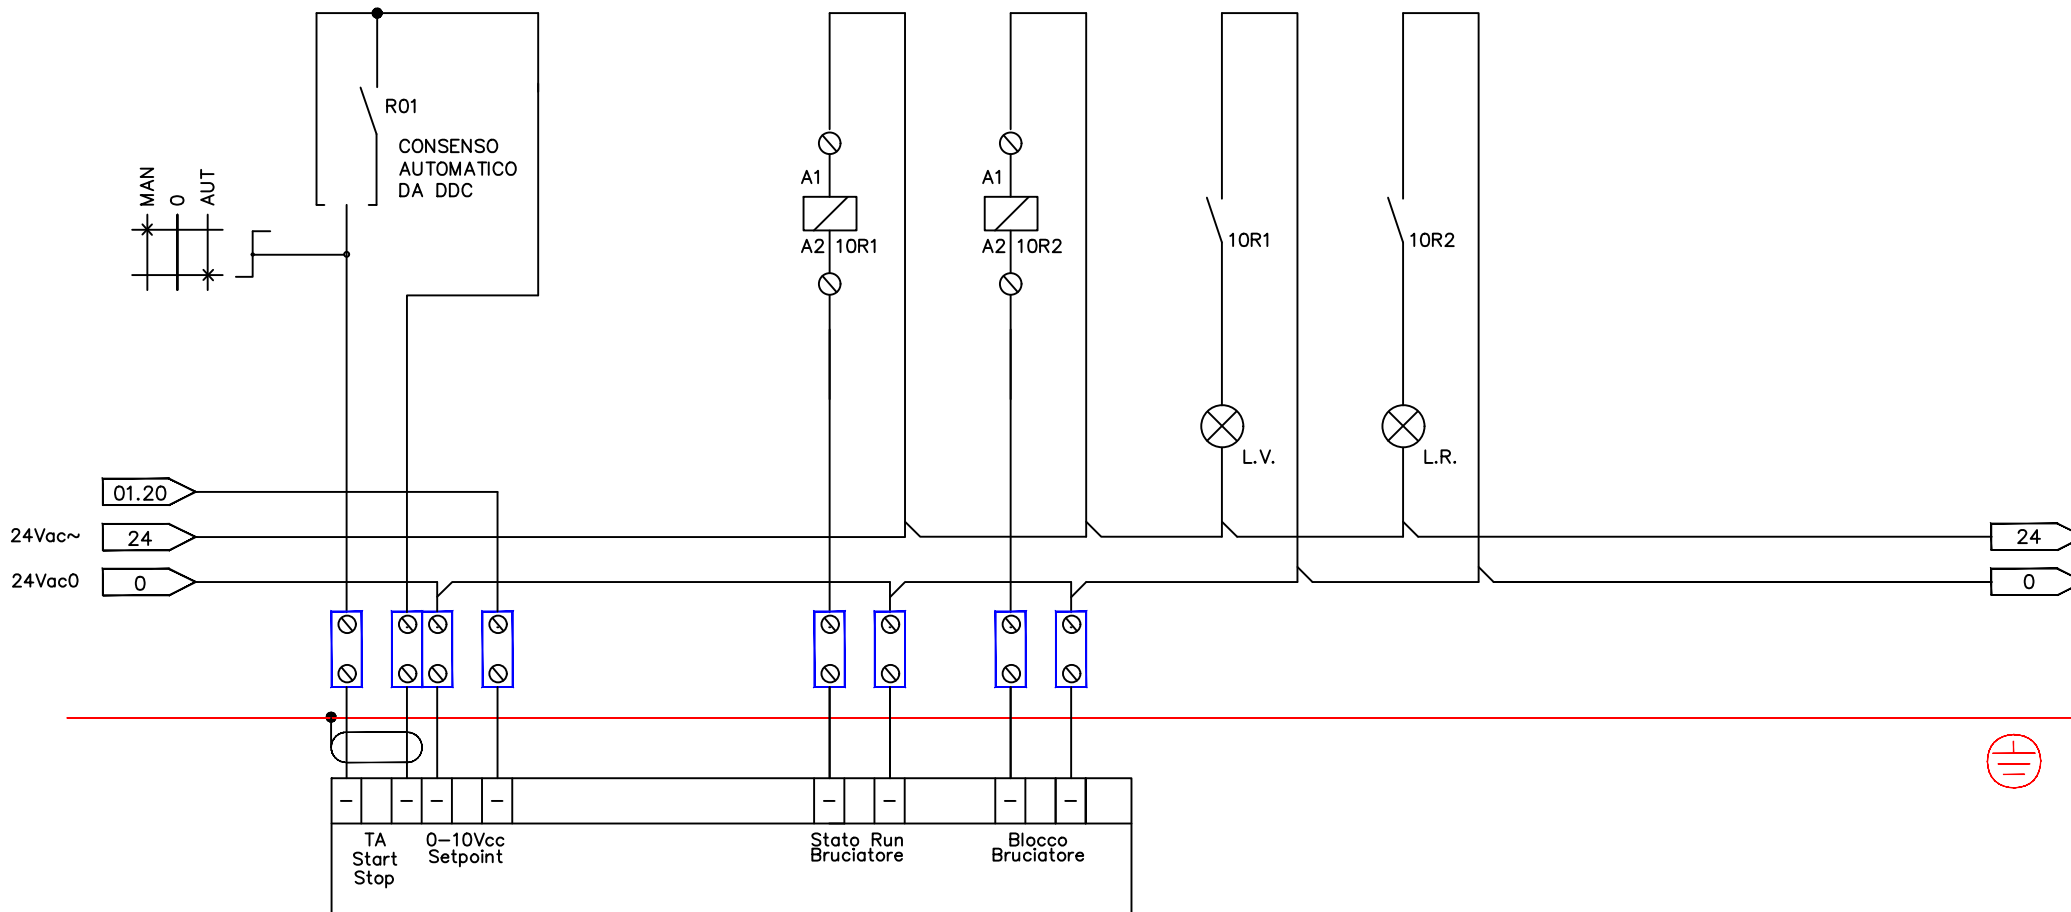 R01
CONSENSO
AUTOMATICO
DA DDC
MAN
0
AUT
A1
A2 10R1
A1
A2 10R2
10R1
10R2
L.V.
L.R.
01.20
24Vac~
24
24
24Vac0
0
0
TA
Start
Stop
0-10Vcc
Setpoint
Stato Run
Bruciatore
Blocco
Bruciatore